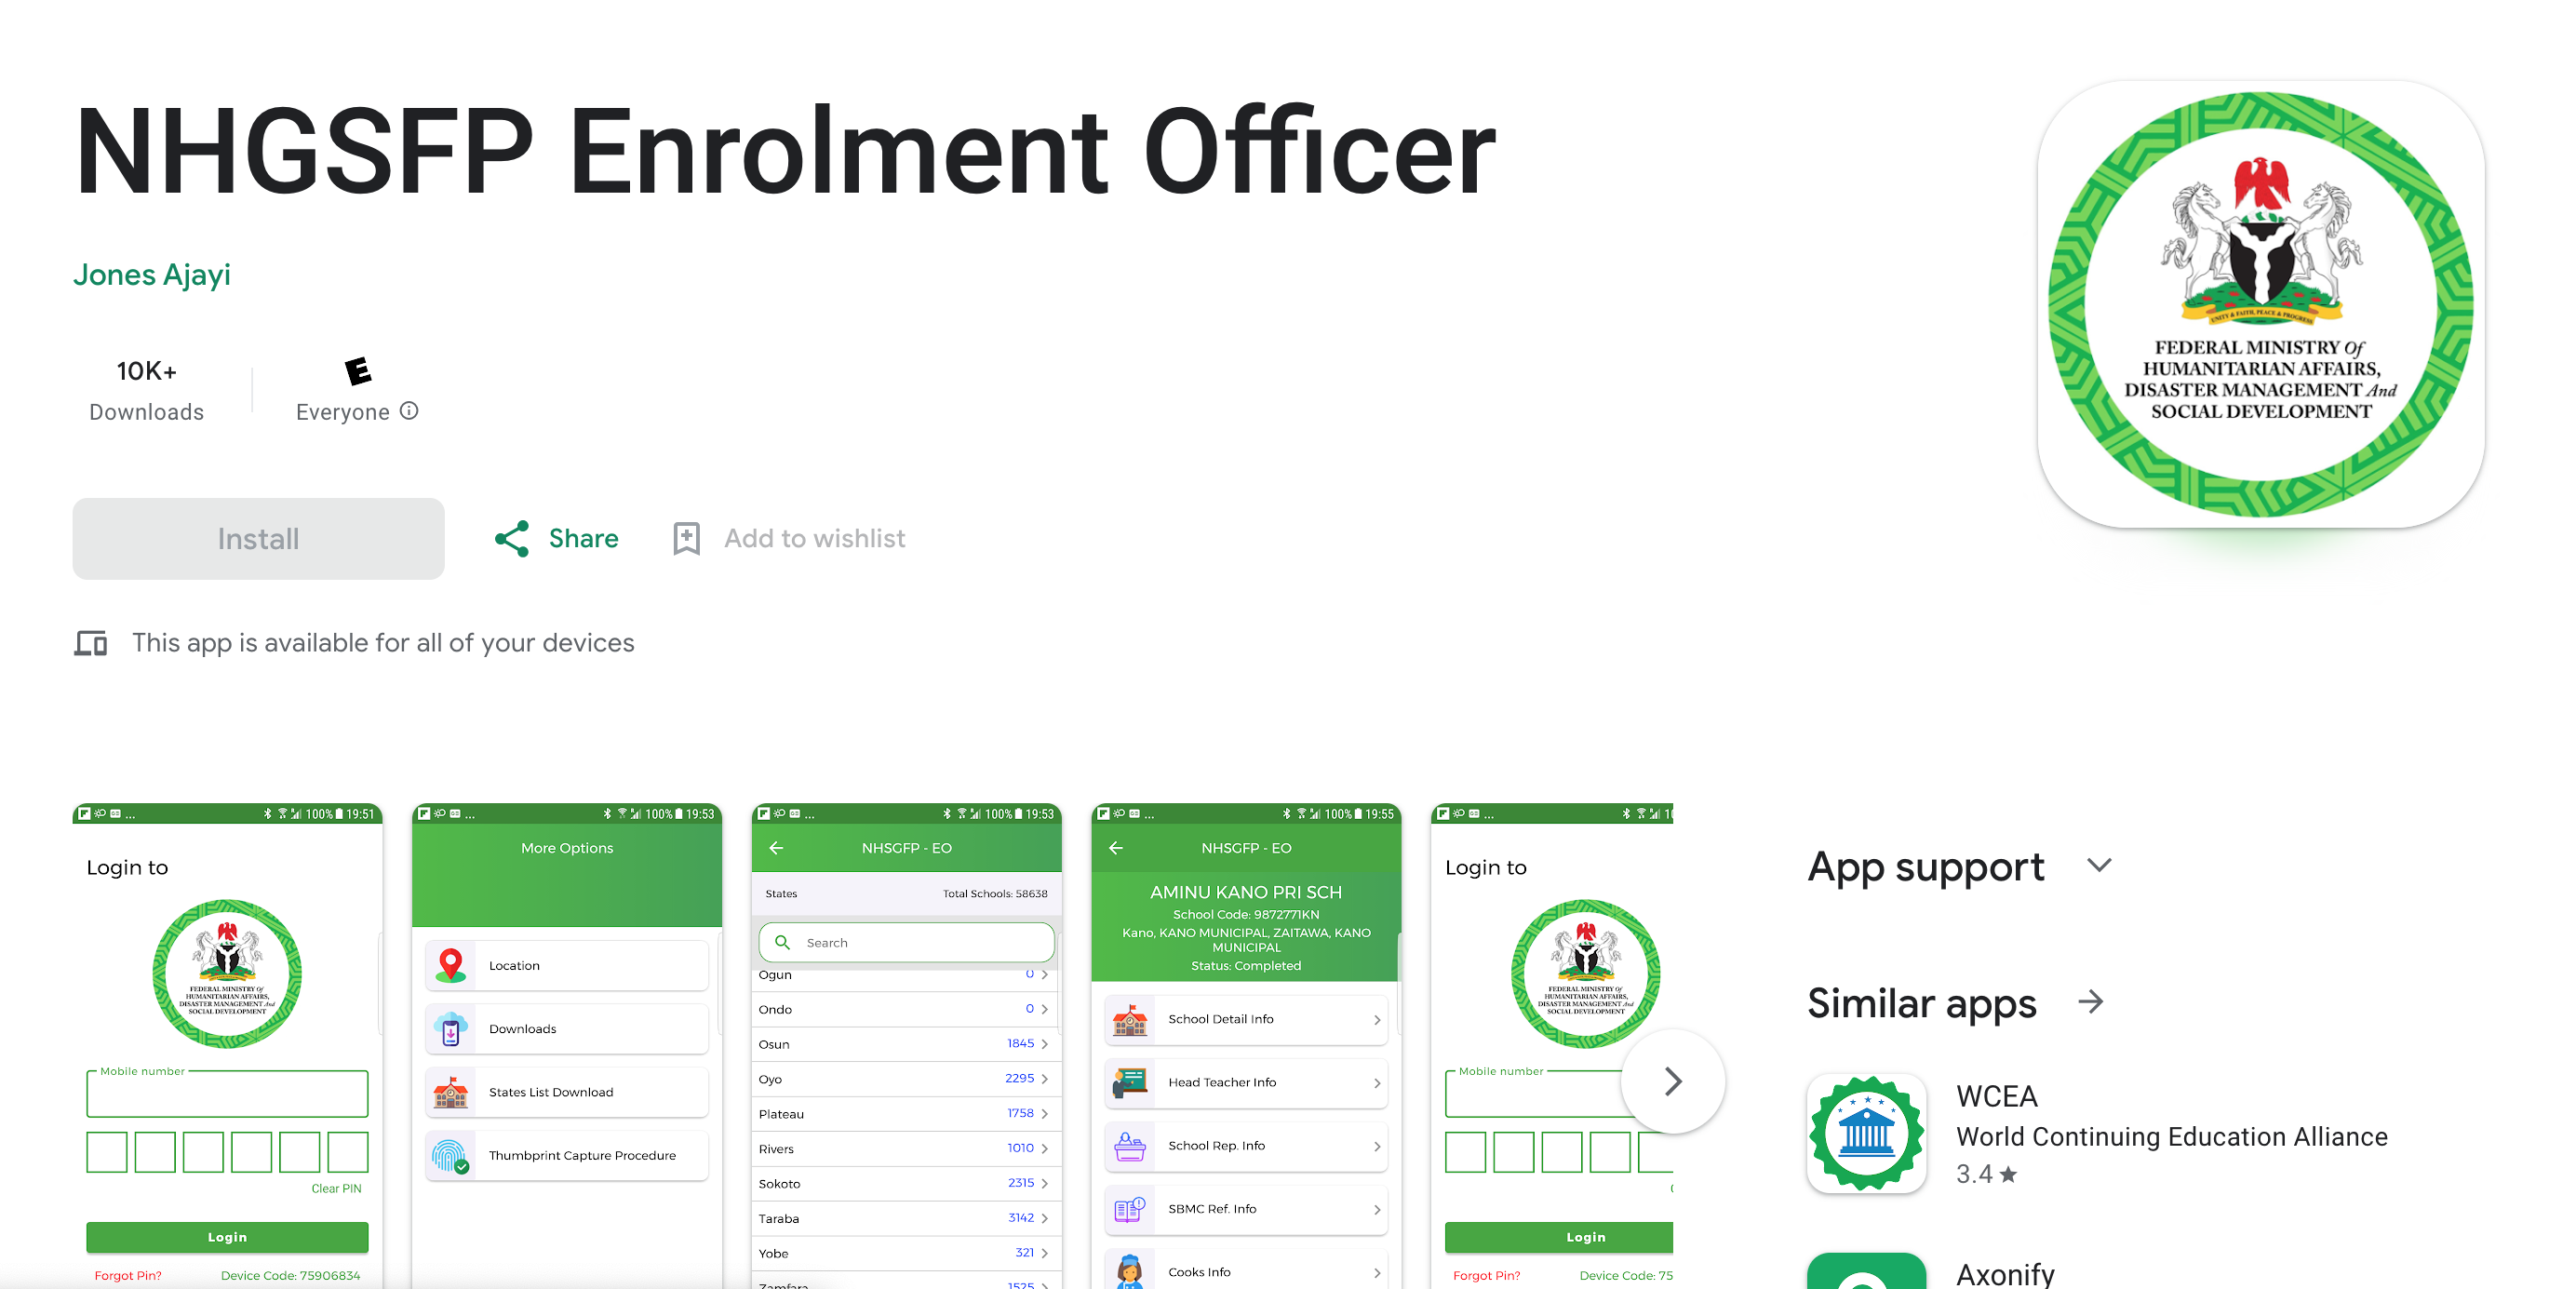 NHGSFP Enrolment Officer
Jones Ajayi
10K+
Downloads
E
Everyone
Install
Share
Add to wishlist
This app is available for all of your devices
UNITY & FAITH, PEACE & PROGRESS
FEDERAL MINISTRY Of
HUMANITARIAN AFFAIRS,
DISASTER MANAGEMENT And
SOCIAL DEVELOPMENT
... 100% 19:51
Login to
FEDERAL MINISTRY Of
HUMANITARIAN AFFAIRS,
DISASTER MANAGEMENT And
SOCIAL DEVELOPMENT
Mobile number
Clear PIN
Login
Forgot Pin? Device Code: 75906834
... 100% 19:53
More Options
Location
Downloads
States List Download
Thumbprint Capture Procedure
... 100% 19:53
NHSGFP - EO
States Total Schools: 58638
Search
Ogun 0
Ondo 0
Osun 1845
Oyo 2295
Plateau 1758
Rivers 1010
Sokoto 2315
Taraba 3142
Yobe 321
Zamfara 1525
... 100% 19:55
NHSGFP - EO
AMINU KANO PRI SCH
School Code: 9872771KN
Kano, KANO MUNICIPAL, ZAITAWA, KANO
MUNICIPAL
Status: Completed
School Detail Info
Head Teacher Info
School Rep. Info
SBMC Ref. Info
Cooks Info
... 10
Login to
FEDERAL MINISTRY Of
HUMANITARIAN AFFAIRS,
DISASTER MANAGEMENT And
SOCIAL DEVELOPMENT
Mobile number
Login
Forgot Pin? Device Code: 75
App support
Similar apps
WCEA
World Continuing Education Alliance
3.4
Axonify